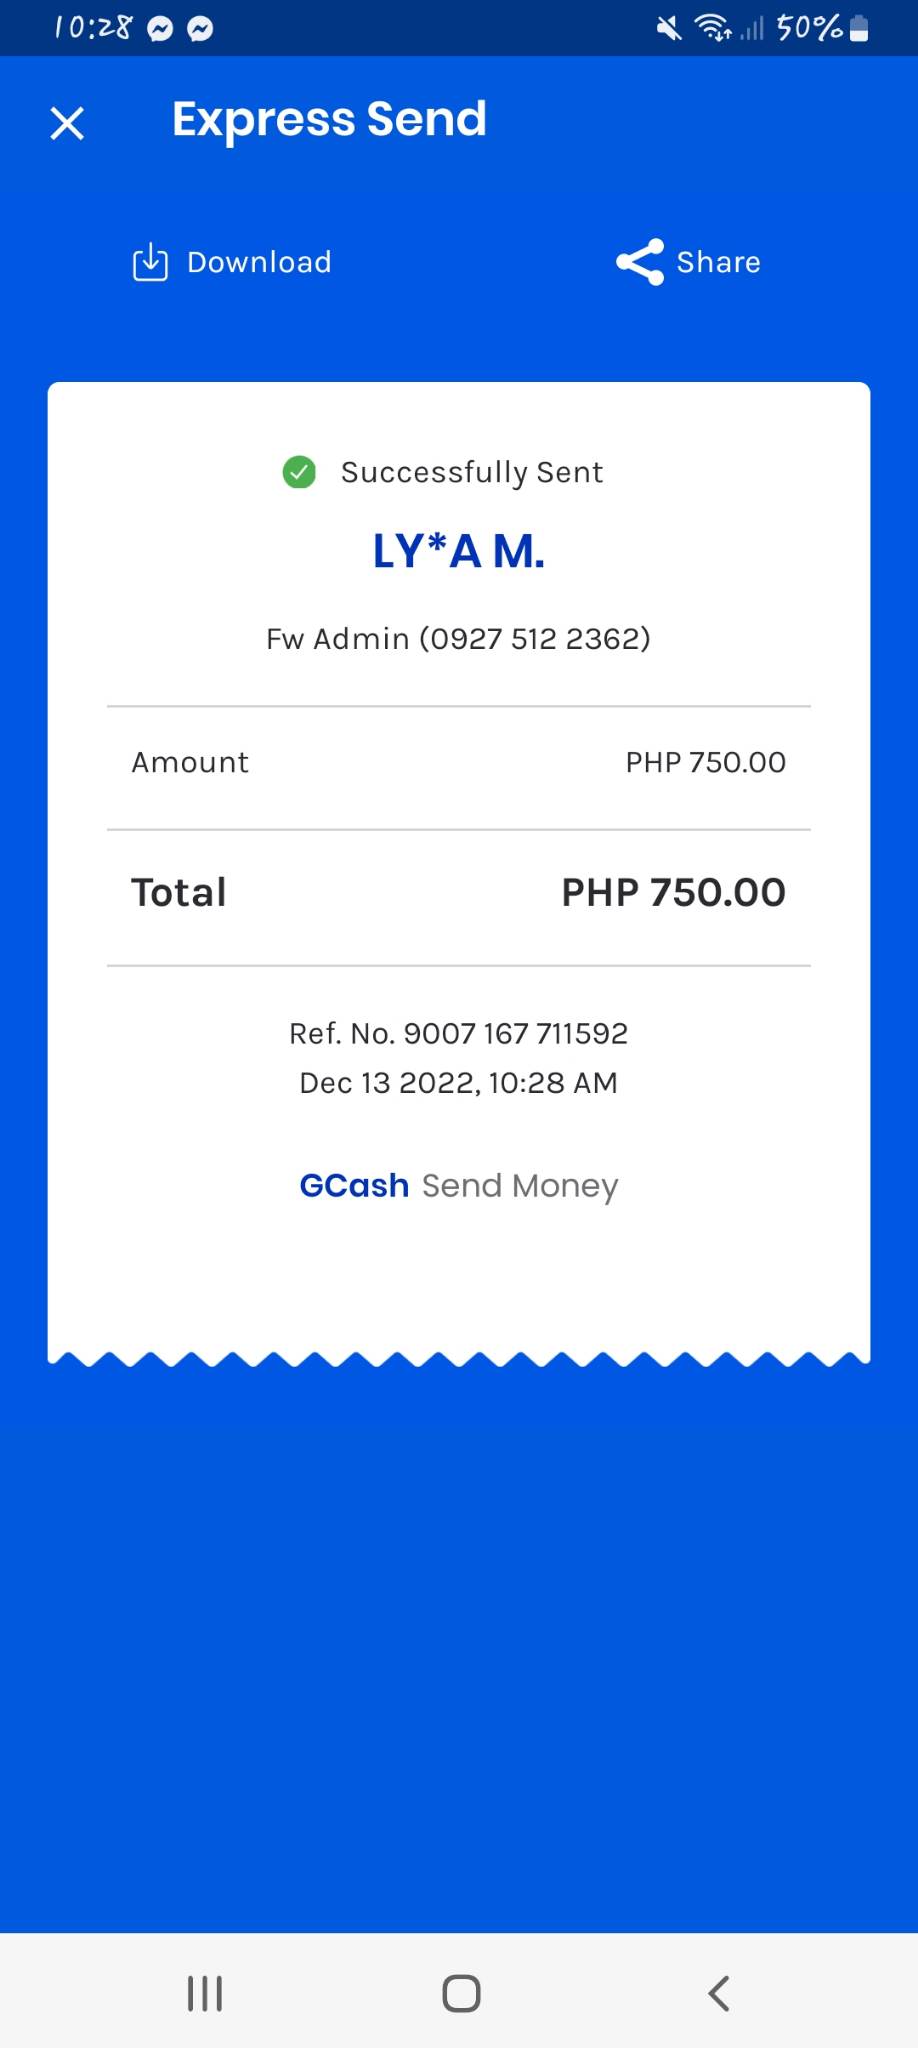 10:28 50%
Express Send
Download Share
Successfully Sent
LY*A M.
Fw Admin (0927 512 2362)
Amount PHP 750.00
Total PHP 750.00
Ref. No. 9007 167 711592
Dec 13 2022, 10:28 AM
GCash Send Money